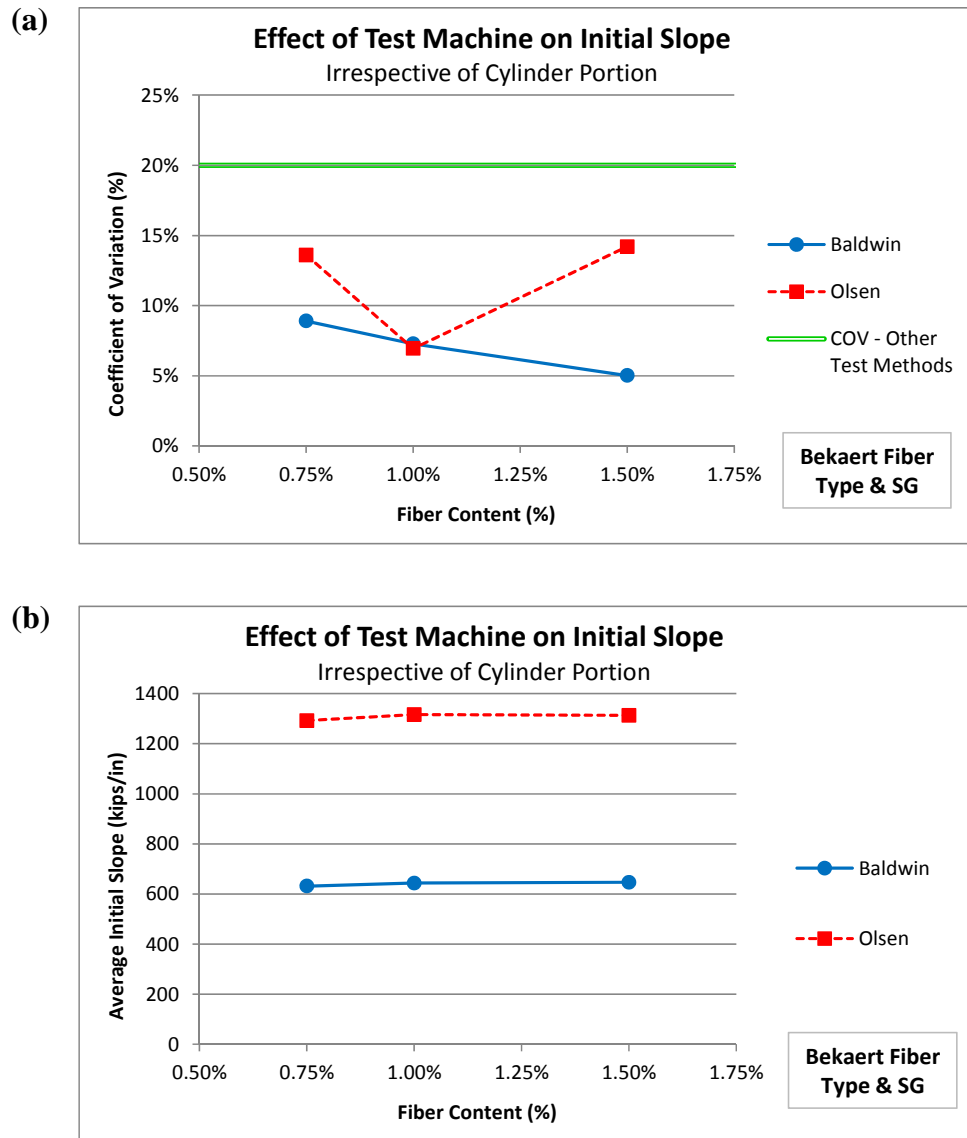 (a)
Effect of Test Machine on Initial Slope
Irrespective of Cylinder Portion
Coefficient of Variation (%)
25%
20%
15%
10%
5%
0%
0.50%
0.75%
1.00%
1.25%
1.50%
1.75%
Fiber Content (%)
Baldwin
Olsen
COV - Other
Test Methods
Bekaert Fiber
Type & SG
(b)
Effect of Test Machine on Initial Slope
Irrespective of Cylinder Portion
Average Initial Slope (kips/in)
1400
1200
1000
800
600
400
200
0
0.50%
0.75%
1.00%
1.25%
1.50%
1.75%
Fiber Content (%)
Baldwin
Olsen
Bekaert Fiber
Type & SG